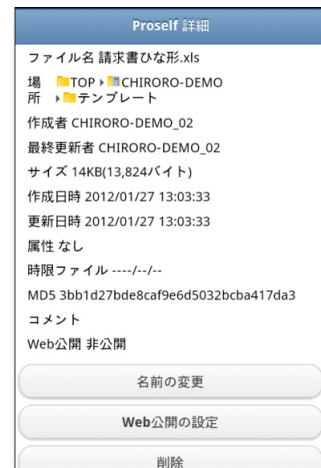 Proself 詳細
ファイル名 請求書ひな形.xls
場所 TOP CHIRORO-DEMO
テンプレート
作成者 CHIRORO-DEMO_02
最終更新者 CHIRORO-DEMO_02
サイズ 14KB(13,824バイト)
作成日時 2012/01/27 13:03:33
更新日時 2012/01/27 13:03:33
属性 なし
時限ファイル ----/--/--
MD5 3bb1d27bde8caf9e6d5032bcba417da3
コメント
Web公開 非公開
名前の変更
Web公開の設定
削除